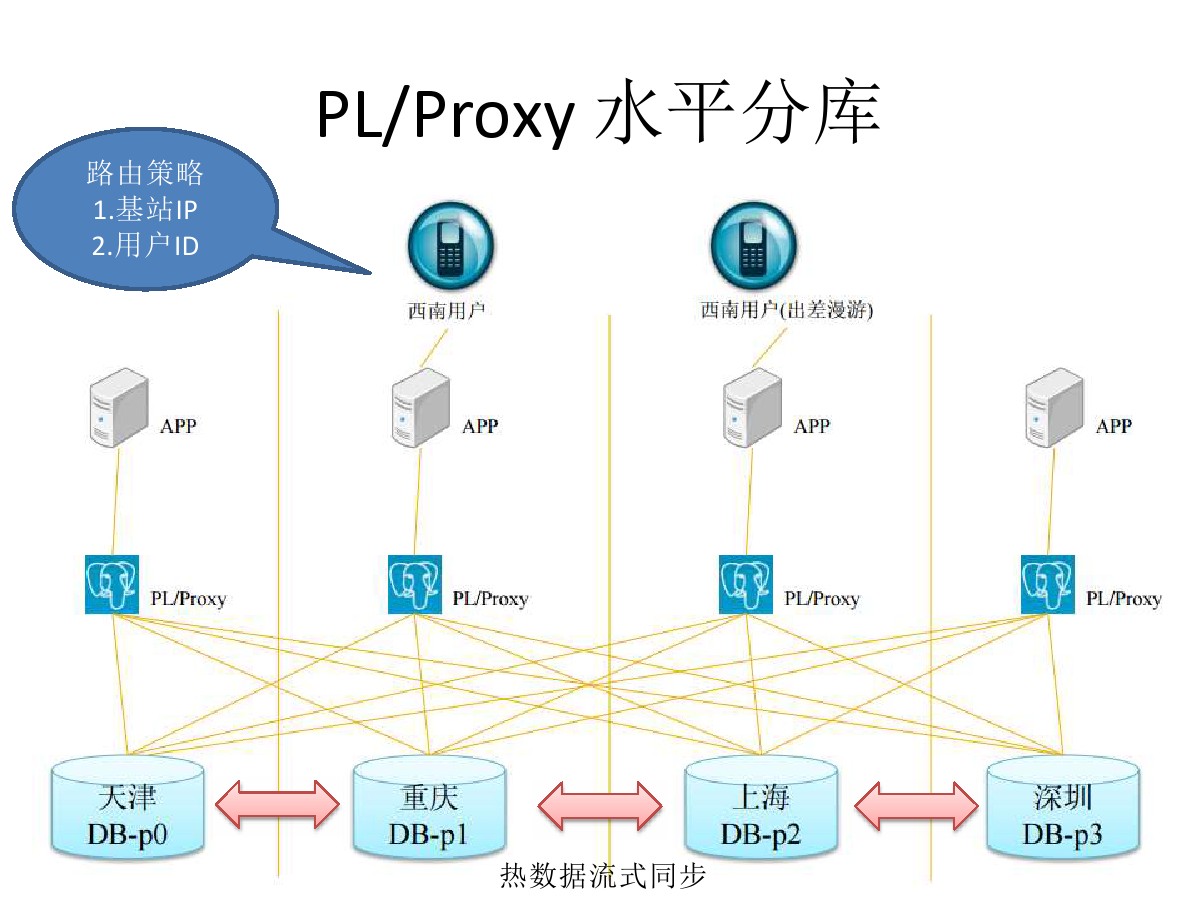 PL/Proxy 水平分库
路由策略
1.基站IP
2.用户ID
西南用户
西南用户(出差漫游)
APP
APP
APP
APP
PL/Proxy
PL/Proxy
PL/Proxy
PL/Proxy
天津
DB-p0
重庆
DB-p1
上海
DB-p2
深圳
DB-p3
热数据流式同步